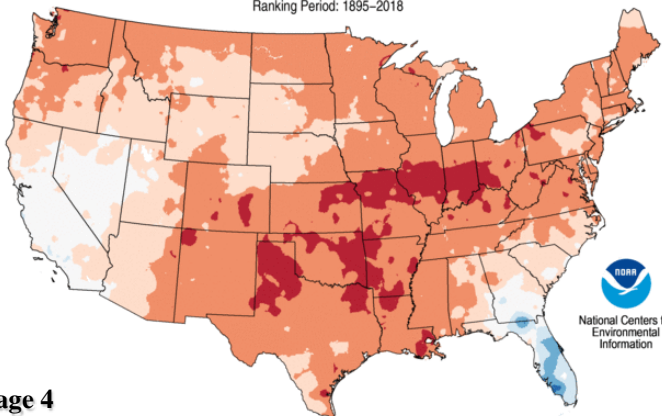 Ranking Period: 1895–2018
NOAA
National Centers
Environmental
Information
age 4